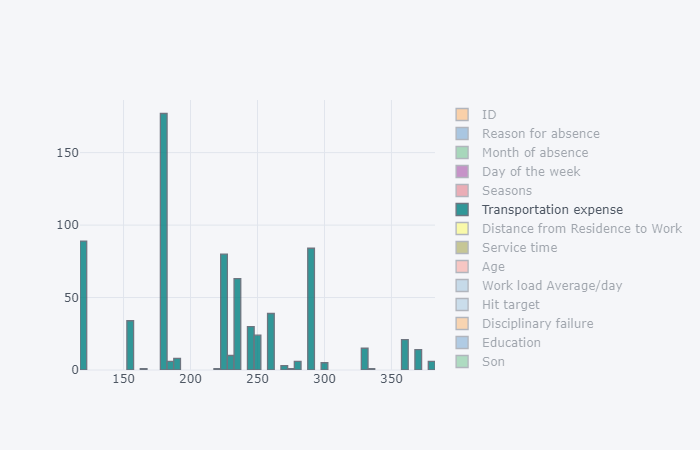 150
100
50
0
150 200 250 300 350
ID
Reason for absence
Month of absence
Day of the week
Seasons
Transportation expense
Distance from Residence to Work
Service time
Age
Work load Average/day
Hit target
Disciplinary failure
Education
Son